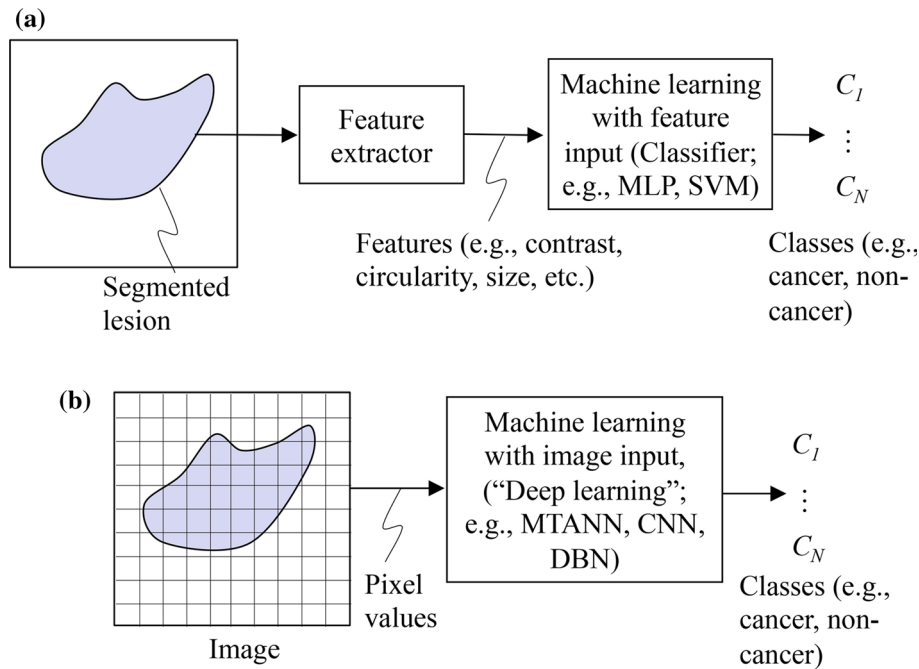 (a)
Segmented
lesion
Feature
extractor
Features (e.g., contrast,
circularity, size, etc.)
Machine learning
with feature
input (Classifier;
e.g., MLP, SVM)
C1
⋮
CN
Classes (e.g.,
cancer, non-
cancer)
(b)
Image
Pixel
values
Machine learning
with image input,
(“Deep learning”;
e.g., MTANN, CNN,
DBN)
C1
⋮
CN
Classes (e.g.,
cancer, non-
cancer)